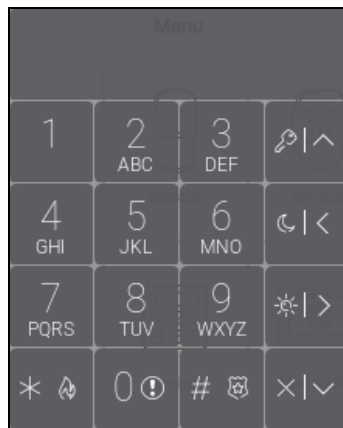 Menu
1 2 3
ABC DEF
4 5 6
GHI JKL MNO
7 8 9
PQRS TUV WXYZ
* 0 #